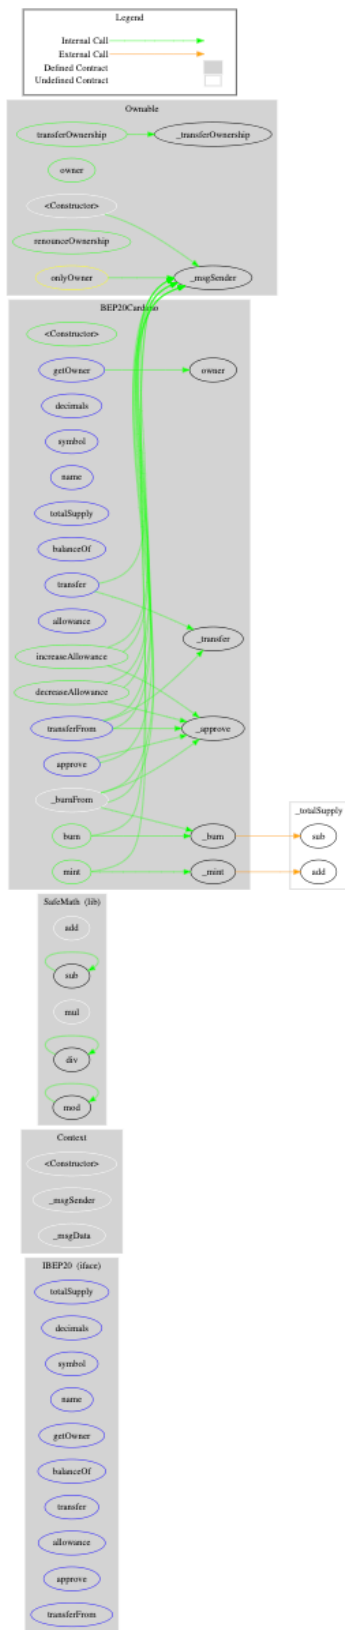 Legend
Internal Call
External Call
Defined Contract
Undefined Contract
Ownable
transferOwnership
_transferOwnership
owner
<Constructor>
renounceOwnership
onlyOwner
_msgSender
BEP20Cardano
<Constructor>
getOwner
owner
decimals
symbol
name
totalSupply
balanceOf
transfer
allowance
_transfer
increaseAllowance
decreaseAllowance
transferFrom
_approve
approve
_burnFrom
_totalSupply
burn
_burn
sub
mint
_mint
add
SafeMath (lib)
add
sub
mul
div
mod
Context
<Constructor>
_msgSender
_msgData
IBEP20 (iface)
totalSupply
decimals
symbol
name
getOwner
balanceOf
transfer
allowance
approve
transferFrom